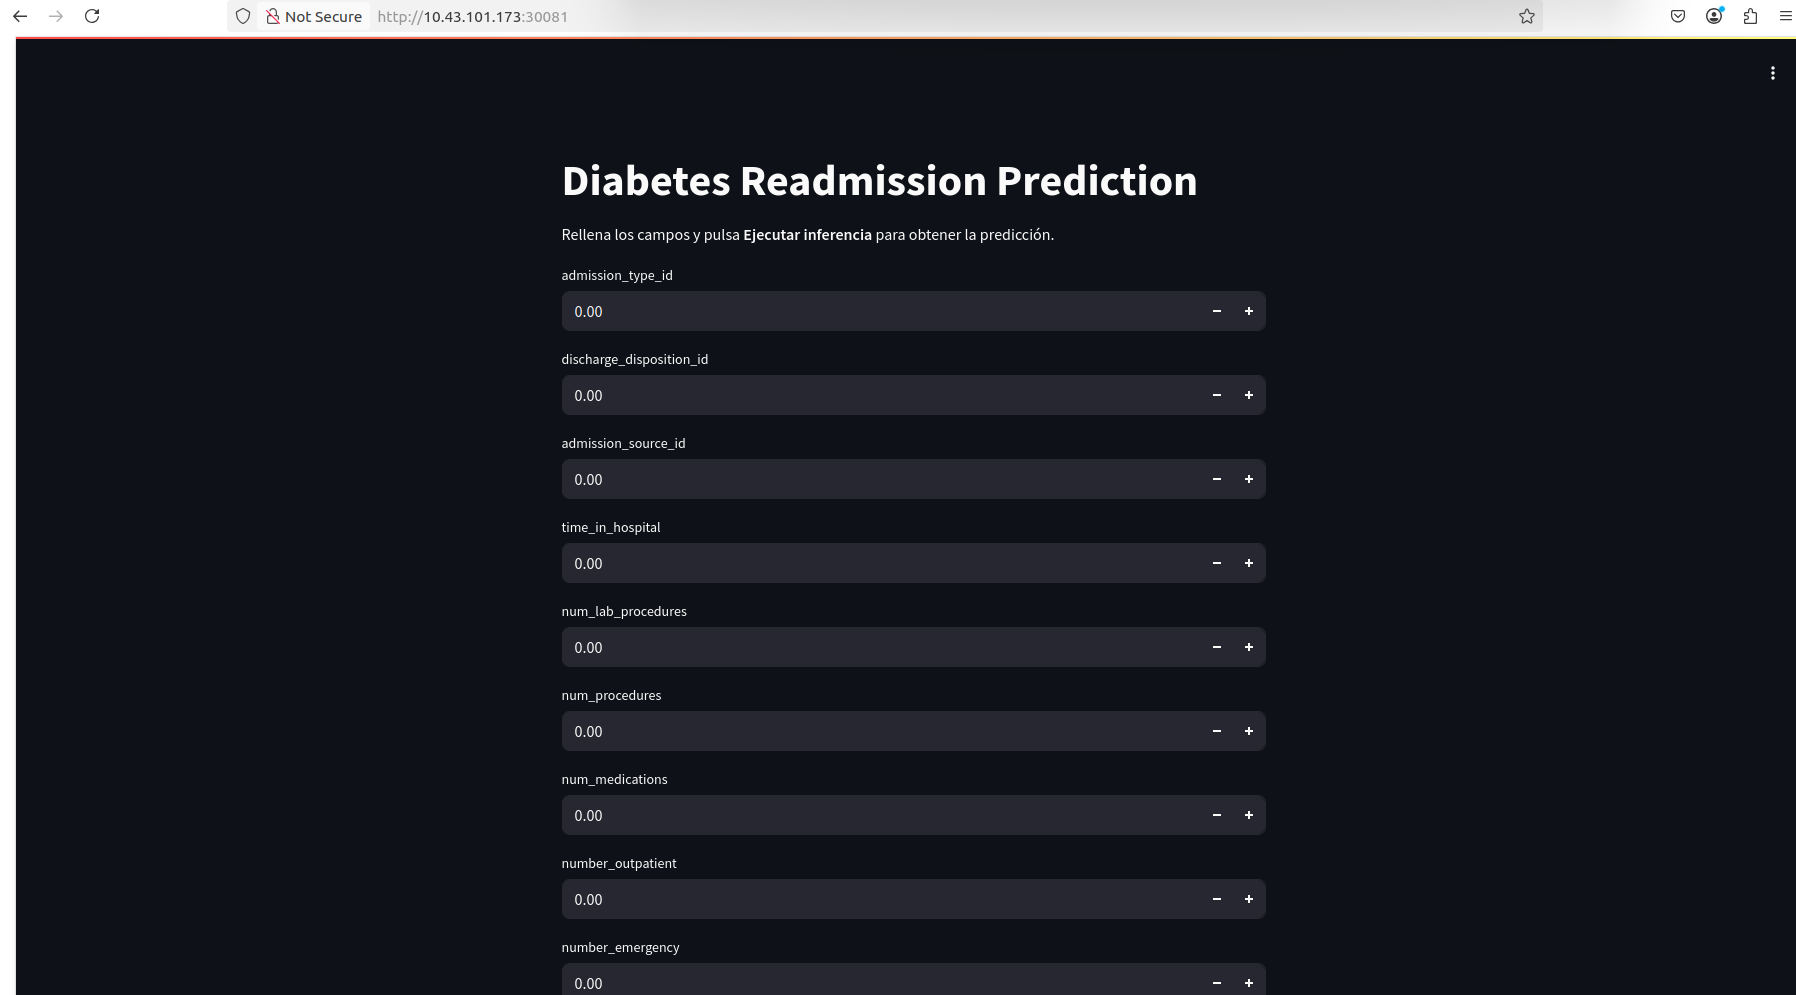 Not Secure http://10.43.101.173:30081
Diabetes Readmission Prediction
Rellena los campos y pulsa Ejecutar inferencia para obtener la predicción.
admission_type_id
0.00
discharge_disposition_id
0.00
admission_source_id
0.00
time_in_hospital
0.00
num_lab_procedures
0.00
num_procedures
0.00
num_medications
0.00
number_outpatient
0.00
number_emergency
0.00